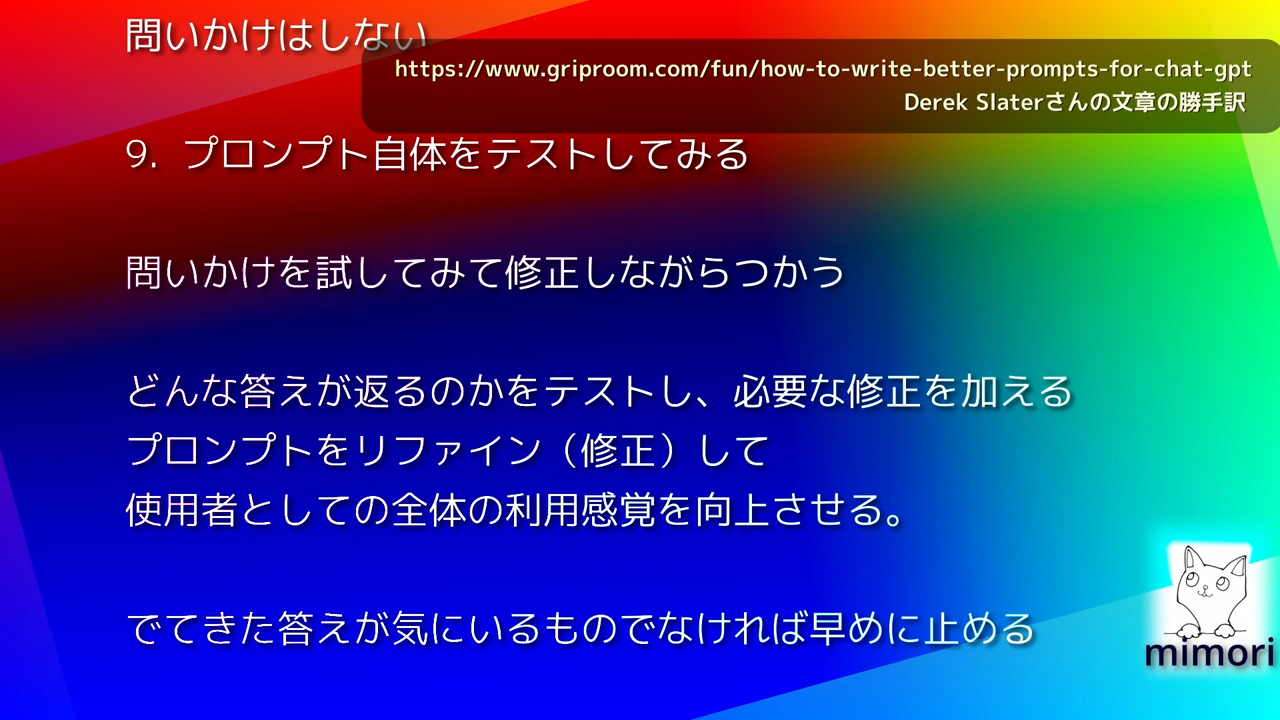 問いかけはしない
https://www.griproom.com/fun/how-to-write-better-prompts-for-chat-gpt
Derek Slaterさんの文章の勝手訳
9. プロンプト自体をテストしてみる
問いかけを試してみて修正しながらつかう
どんな答えが返るのかをテストし、必要な修正を加える
プロンプトをリファイン（修正）して
使用者としての全体の利用感覚を向上させる。
でてきた答えが気にいるものでなければ早めに止める
mimori